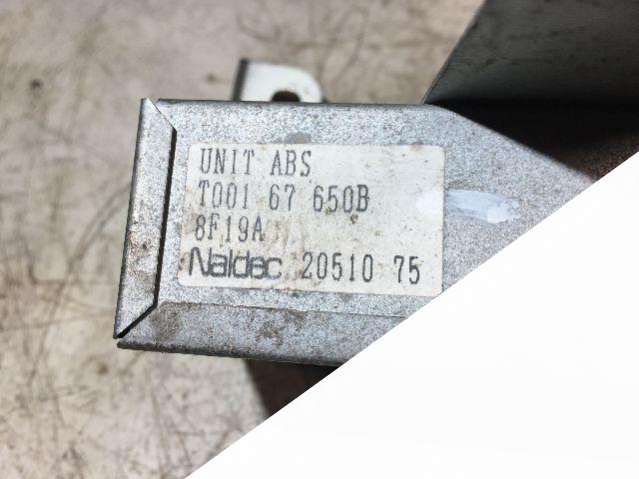 UNIT ABS
T001 67 650B
8F19A
Naldec 20510 75